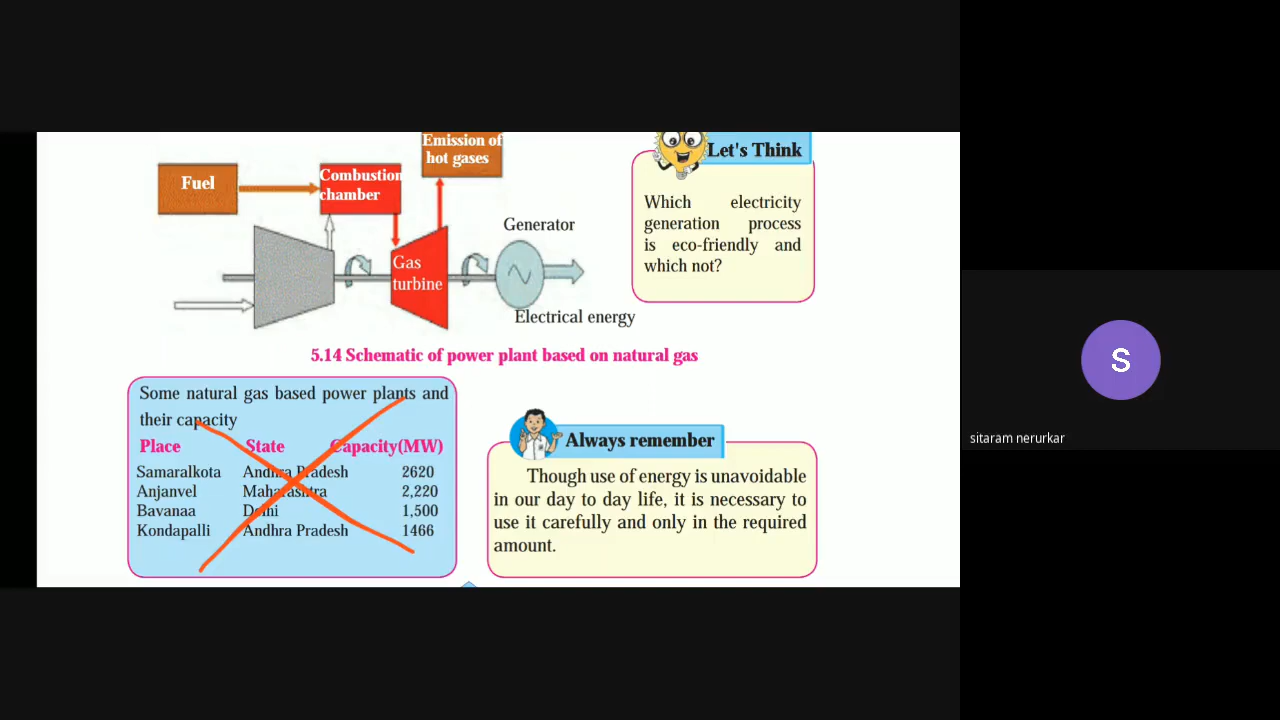 Emission of
hot gases
Let's Think
Fuel
Combustion
chamber
Which electricity
generation process
is eco-friendly and
which not?
Generator
Gas
turbine
Electrical energy
5.14 Schematic of power plant based on natural gas
Some natural gas based power plants and
their capacity
Place State Capacity(MW)
Samaralkota Andhra Pradesh 2620
Anjanvel Maharashtra 2,220
Bavanaa Delhi 1,500
Kondapalli Andhra Pradesh 1466
Always remember
Though use of energy is unavoidable
in our day to day life, it is necessary to
use it carefully and only in the required
amount.
S
sitaram nerurkar